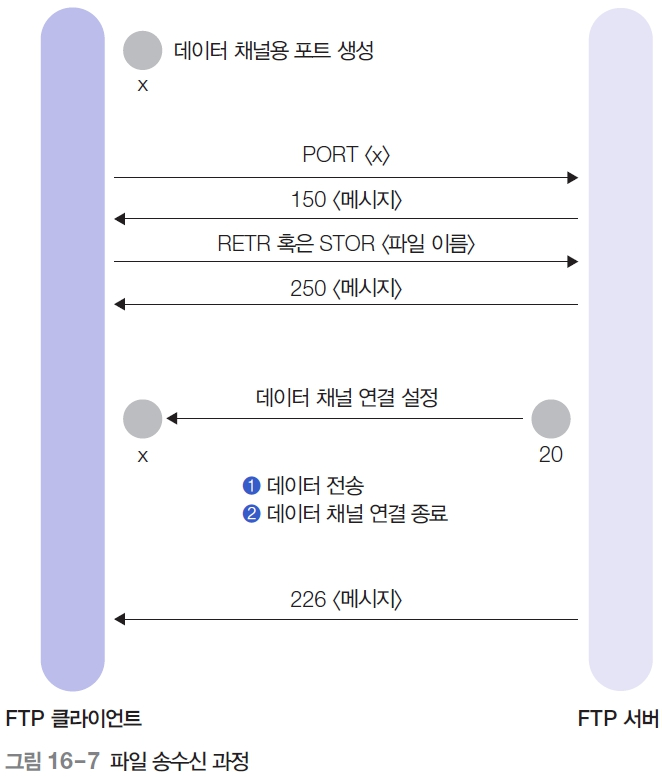 데이터 채널용 포트 생성
x
PORT 〈x〉
150 〈메시지〉
RETR 혹은 STOR 〈파일 이름〉
250 〈메시지〉
데이터 채널 연결 설정
x
20
❶ 데이터 전송
❷ 데이터 채널 연결 종료
226 〈메시지〉
FTP 클라이언트
FTP 서버
그림 16-7 파일 송수신 과정